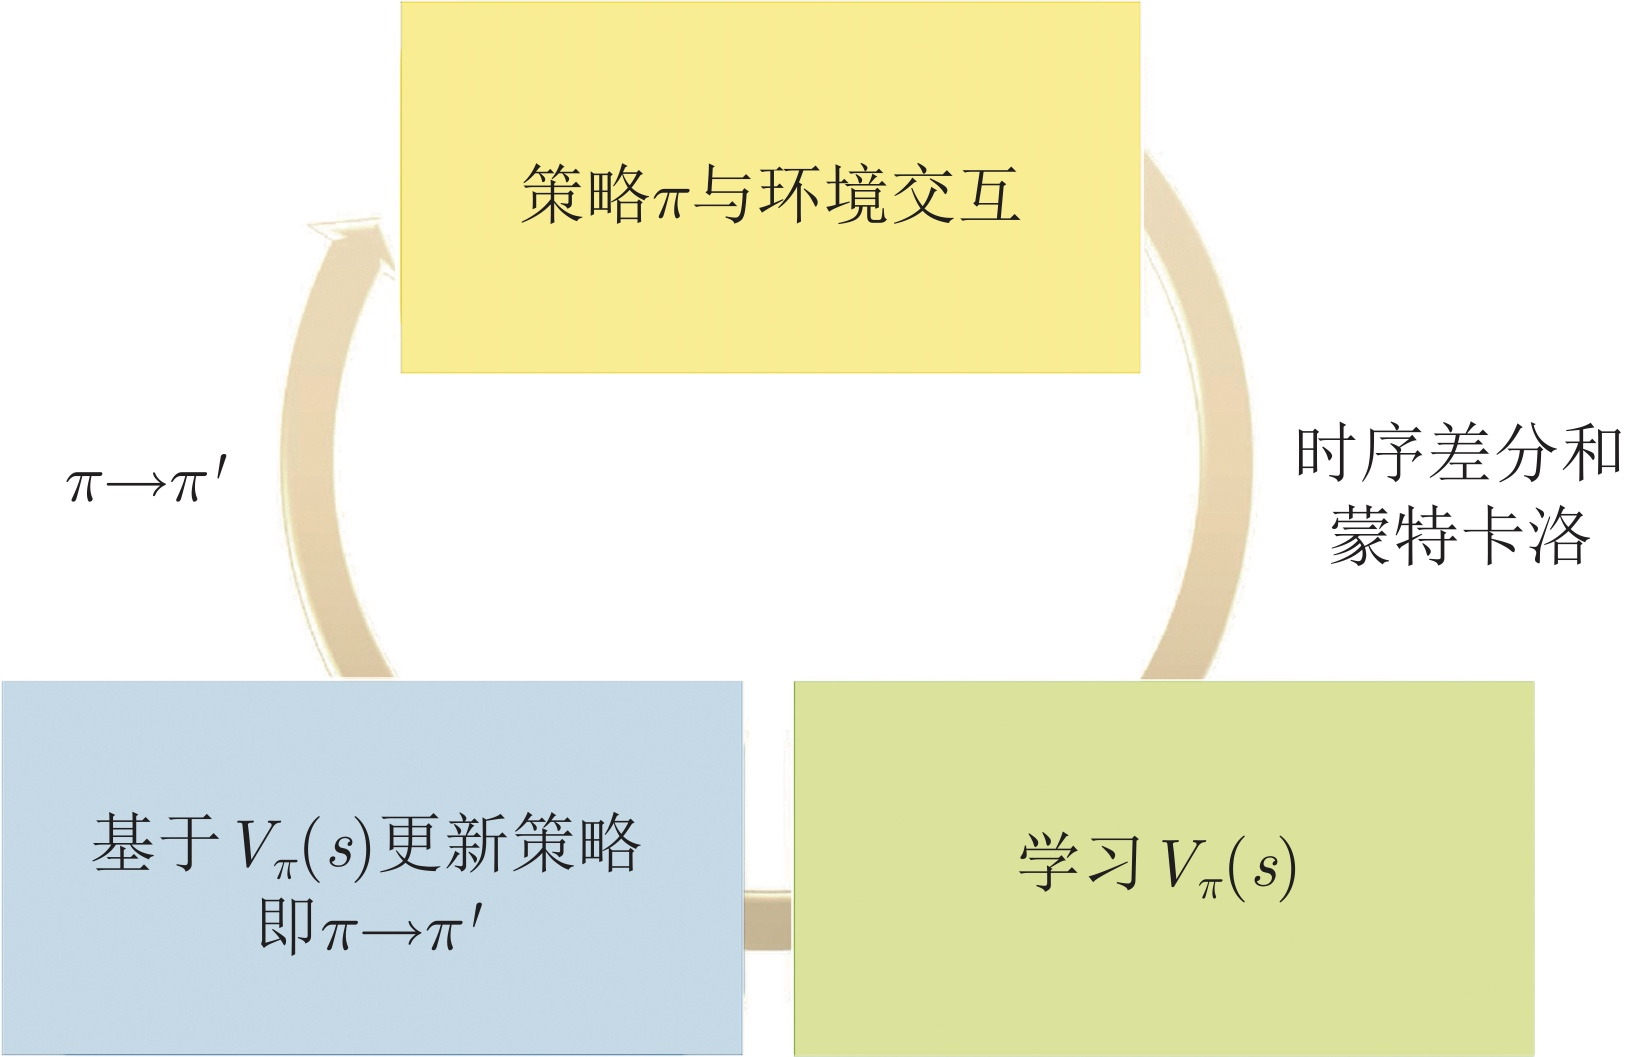 策略π与环境交互
时序差分和
蒙特卡洛
π→π′
基于Vπ(s)更新策略
即π→π′
学习Vπ(s)